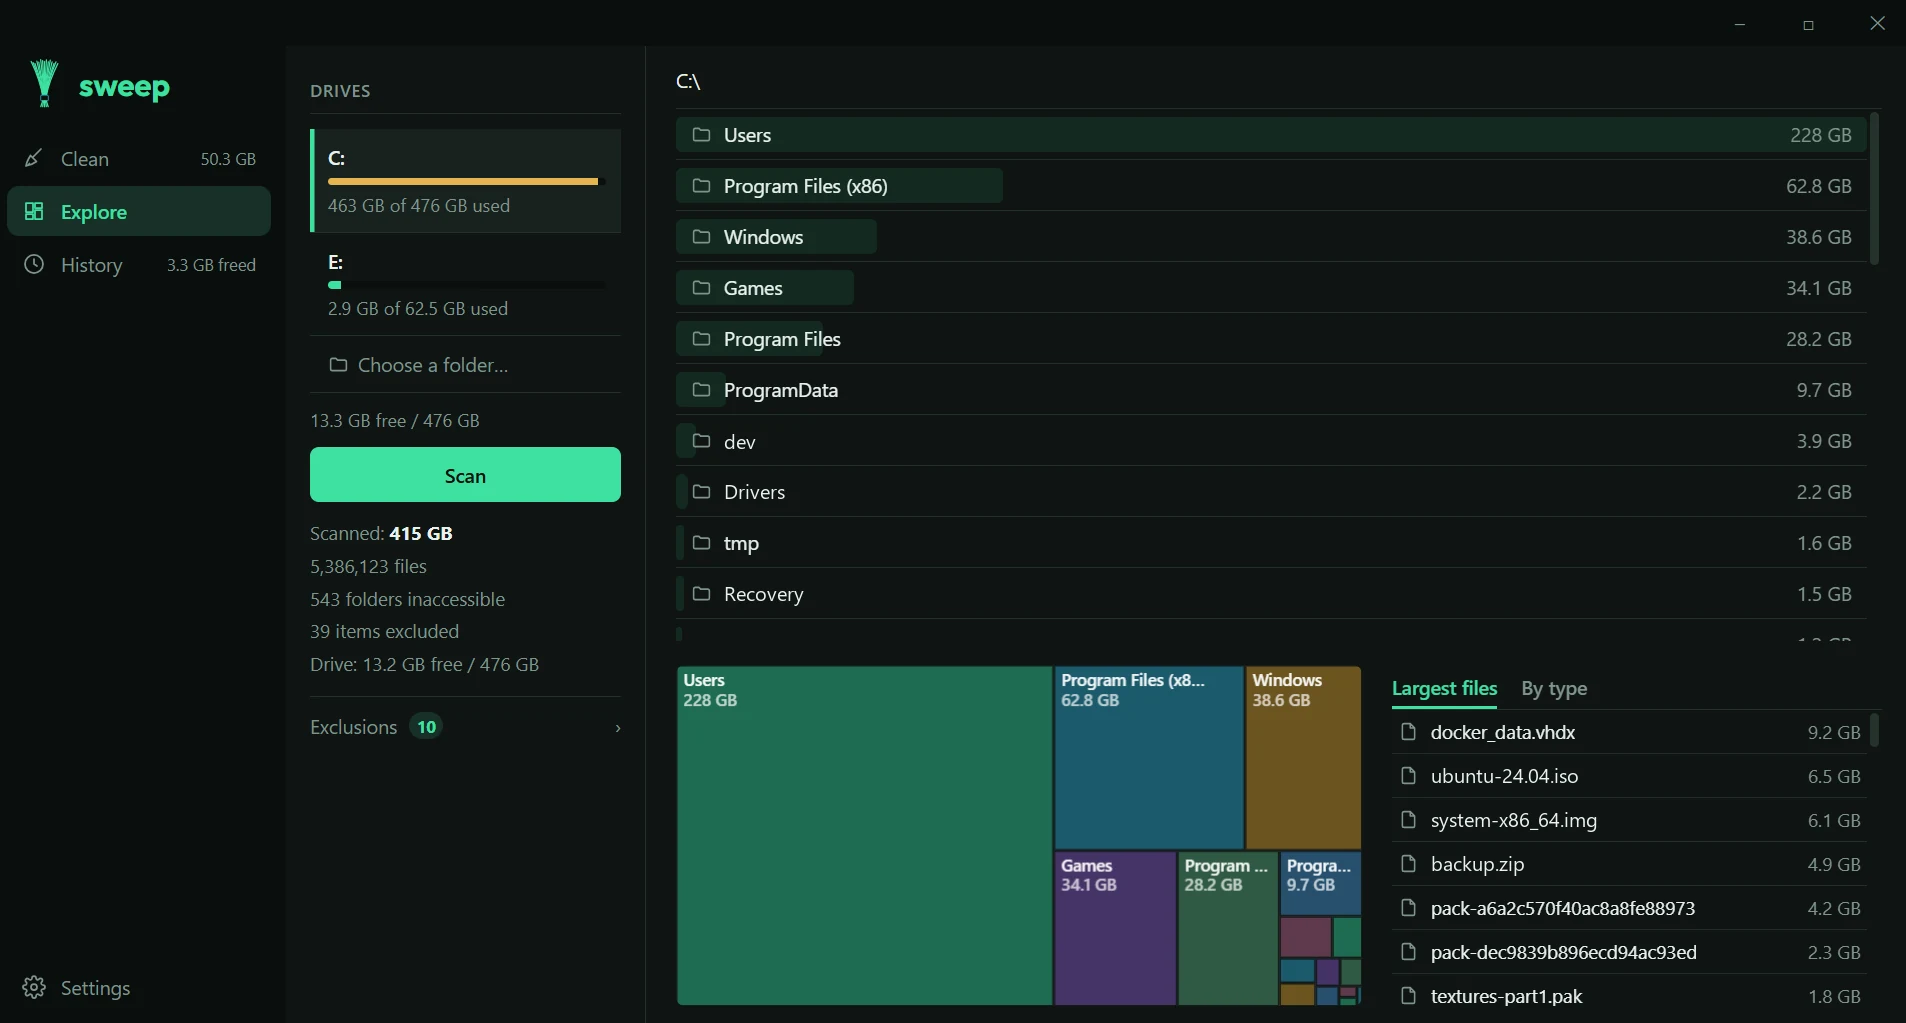 sweep
Clean 50.3 GB
Explore
History 3.3 GB freed
Settings
DRIVES
C:
463 GB of 476 GB used
E:
2.9 GB of 62.5 GB used
Choose a folder...
13.3 GB free / 476 GB
Scan
Scanned: 415 GB
5,386,123 files
543 folders inaccessible
39 items excluded
Drive: 13.2 GB free / 476 GB
Exclusions 10
C:\
Users 228 GB
Program Files (x86) 62.8 GB
Windows 38.6 GB
Games 34.1 GB
Program Files 28.2 GB
ProgramData 9.7 GB
dev 3.9 GB
Drivers 2.2 GB
tmp 1.6 GB
Recovery 1.5 GB
Users
228 GB
Program Files (x8...
62.8 GB
Windows
38.6 GB
Games
34.1 GB
Program ...
28.2 GB
Progra...
9.7 GB
Largest files By type
docker_data.vhdx 9.2 GB
ubuntu-24.04.iso 6.5 GB
system-x86_64.img 6.1 GB
backup.zip 4.9 GB
pack-a6a2c570f40ac8a8fe88973 4.2 GB
pack-dec9839b896ecd94ac93ed 2.3 GB
textures-part1.pak 1.8 GB